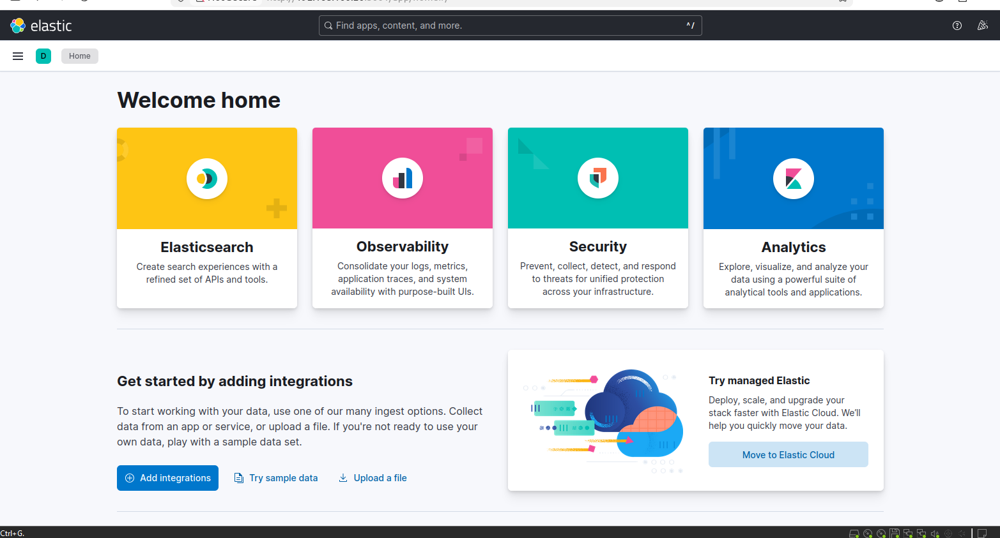 elastic
Find apps, content, and more.
^ /
D
Home
Welcome home
Elasticsearch
Create search experiences with a
refined set of APIs and tools.
Observability
Consolidate your logs, metrics,
application traces, and system
availability with purpose-built UIs.
Security
Prevent, collect, detect, and respond
to threats for unified protection
across your infrastructure.
Analytics
Explore, visualize, and analyze your
data using a powerful suite of
analytical tools and applications.
Get started by adding integrations
To start working with your data, use one of our many ingest options. Collect
data from an app or service, or upload a file. If you're not ready to use your
own data, play with a sample data set.
Add integrations
Try sample data
Upload a file
Try managed Elastic
Deploy, scale, and upgrade your
stack faster with Elastic Cloud. We’ll
help you quickly move your data.
Move to Elastic Cloud
Ctrl+G.